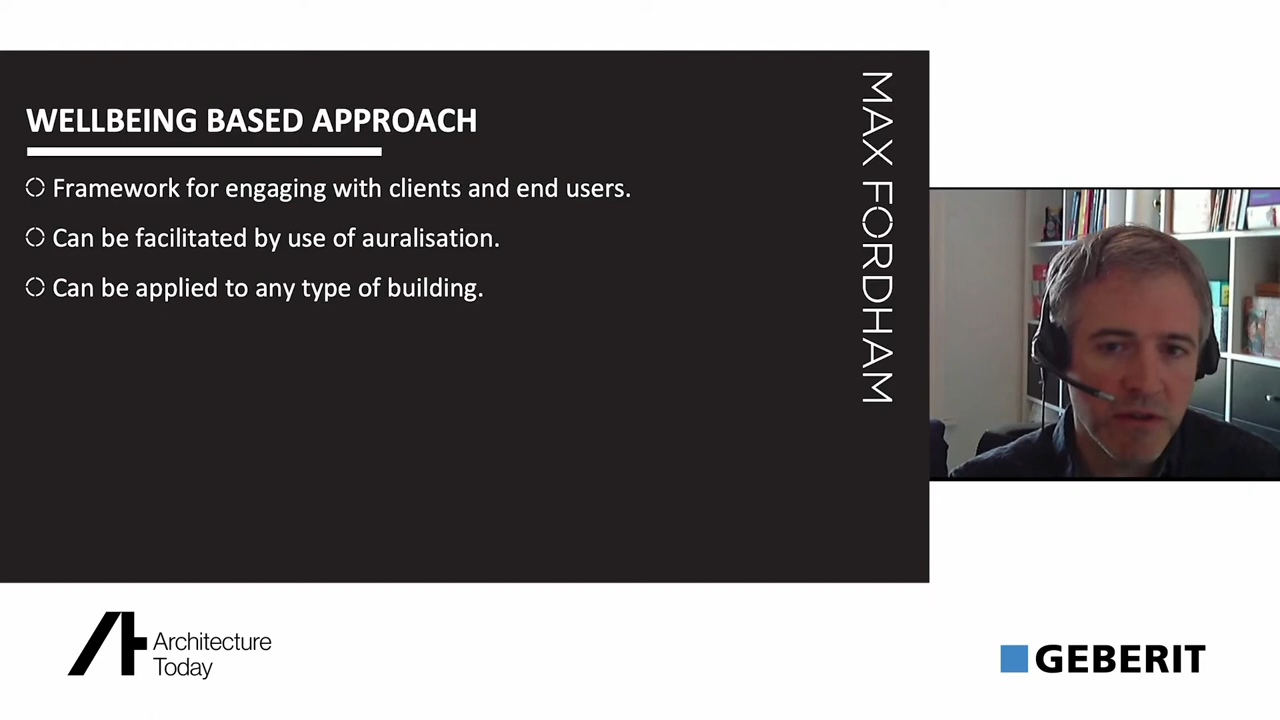 WELLBEING BASED APPROACH
Framework for engaging with clients and end users.
Can be facilitated by use of auralisation.
Can be applied to any type of building.
MAX FORDHAM
Architecture
Today
GEBERIT